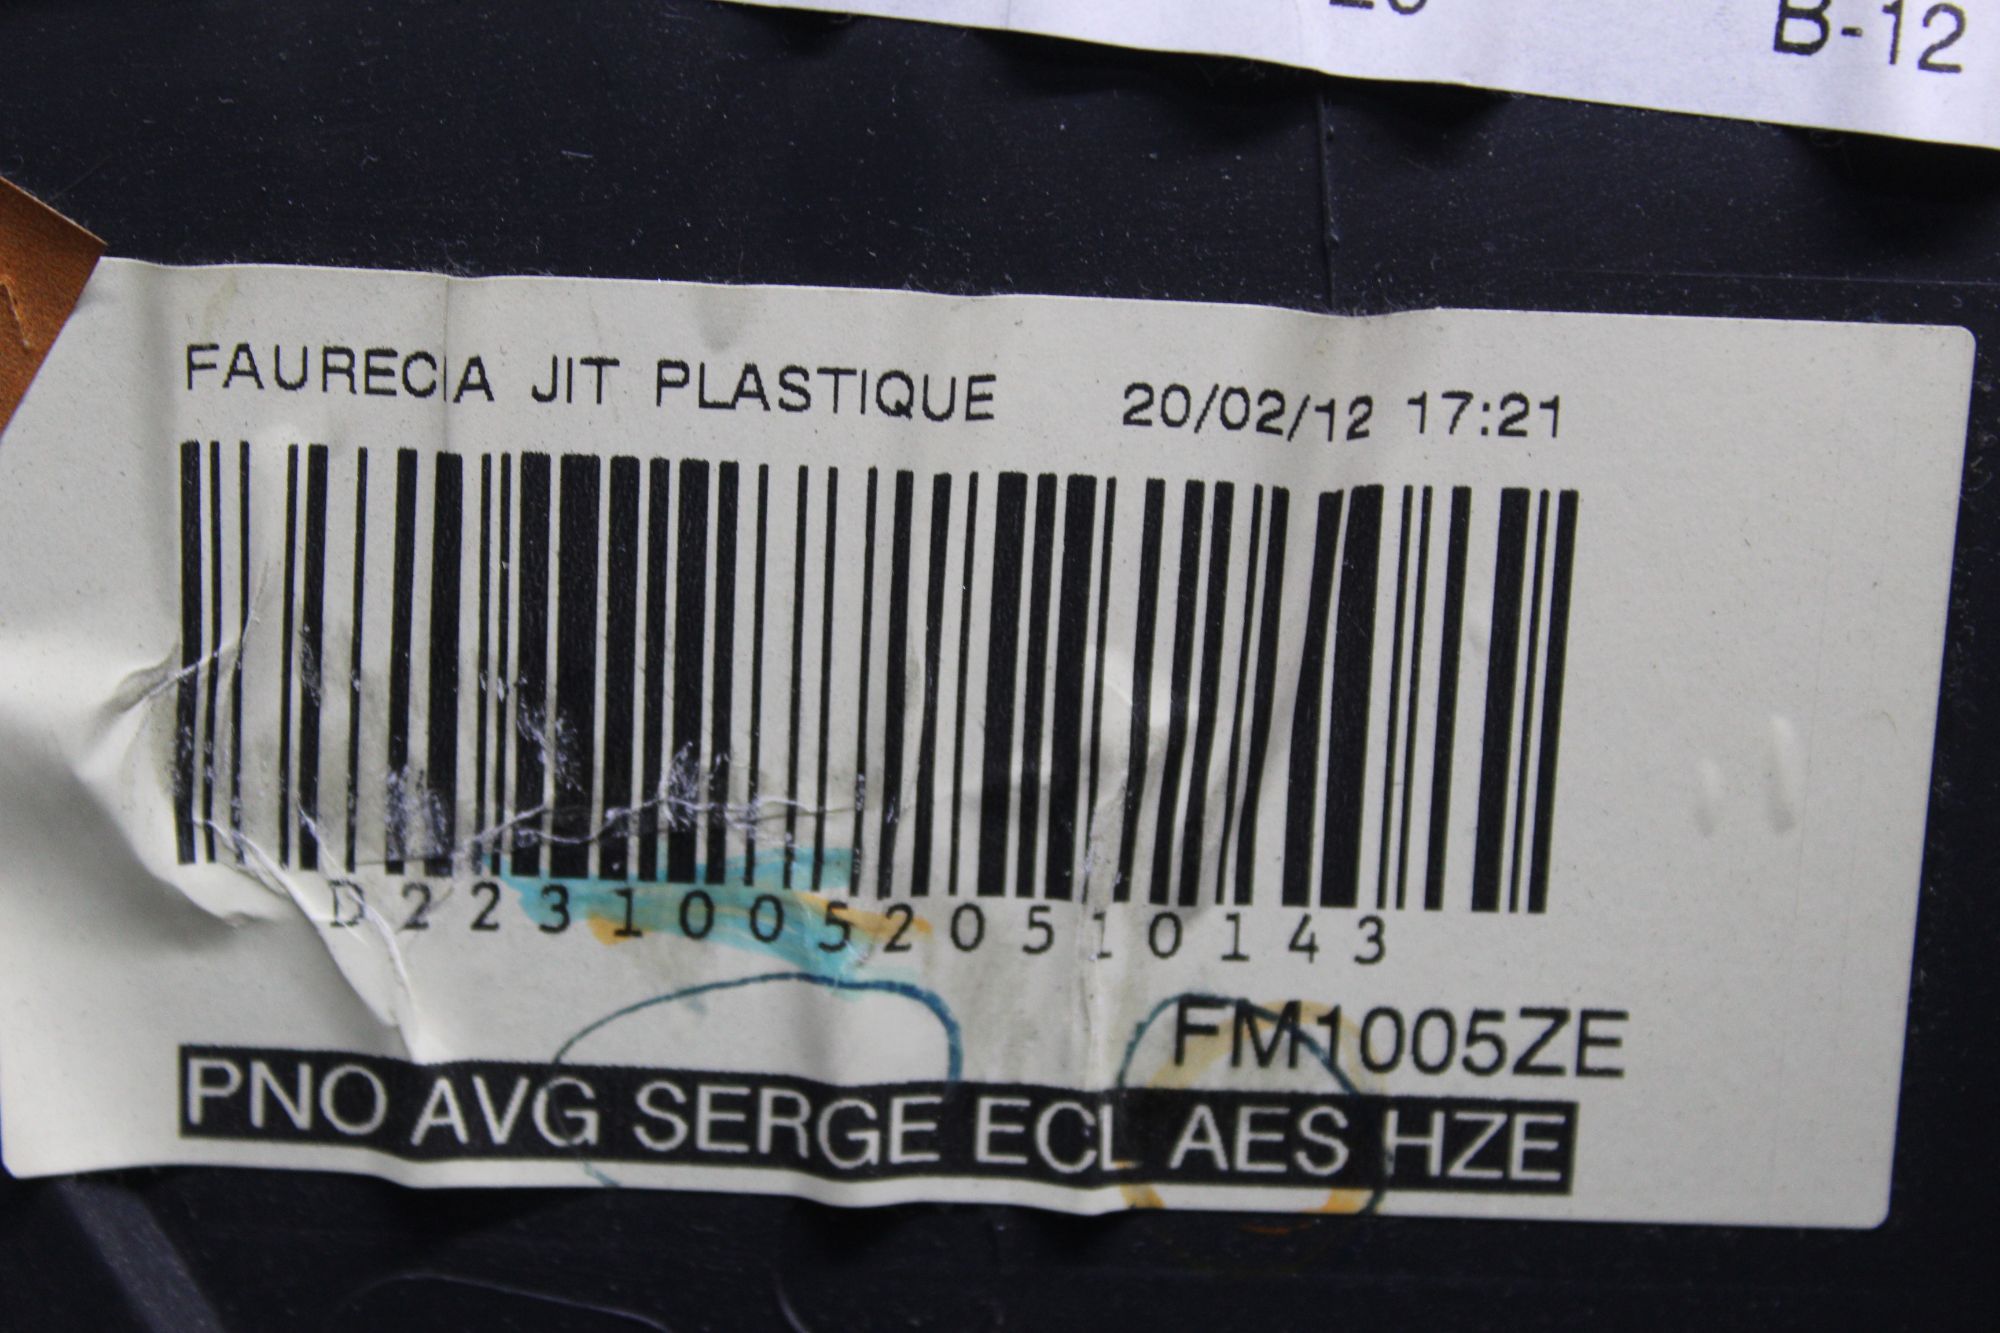 B-12
FAURECIA JIT PLASTIQUE 20/02/12 17:21
D223100520510143
FM1005ZE
PNO AVG SERGE ECL AES HZE